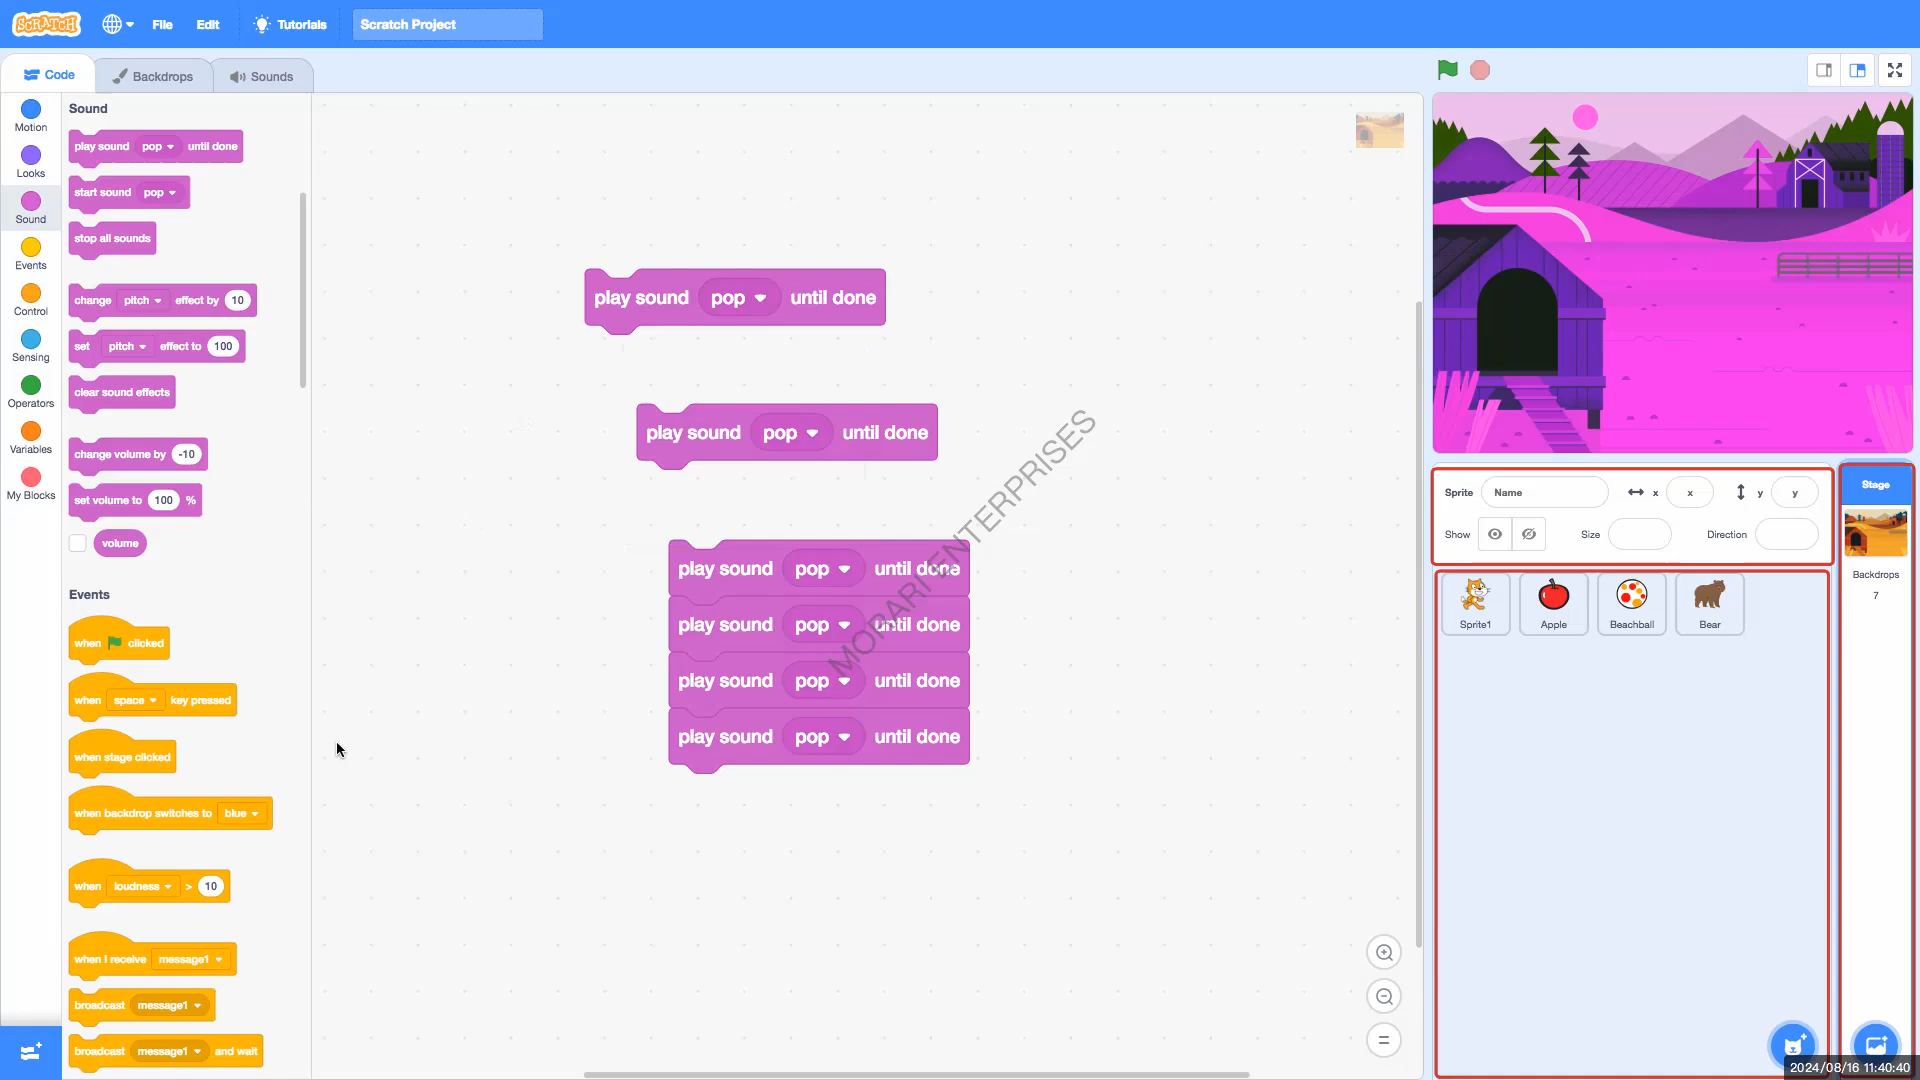 SCRATCH File Edit Tutorials Scratch Project
Code Backdrops Sounds
Motion
Looks
Sound
Events
Control
Sensing
Operators
Variables
My Blocks
Sound
play sound pop until done
start sound pop
stop all sounds
change pitch effect by 10
set pitch effect to 100
clear sound effects
change volume by -10
set volume to 100 %
volume
Events
when clicked
when space key pressed
when stage clicked
when backdrop switches to blue
when loudness > 10
when I receive message1
broadcast message1
broadcast message1 and wait
play sound pop until done
play sound pop until done
play sound pop until done
play sound pop until done
play sound pop until done
play sound pop until done
MOPARI ENTERPRISES
Sprite Name x x y y
Show Size Direction
Sprite1 Apple Beachball Bear
Stage
Backdrops
7
2024/08/16 11:40:40